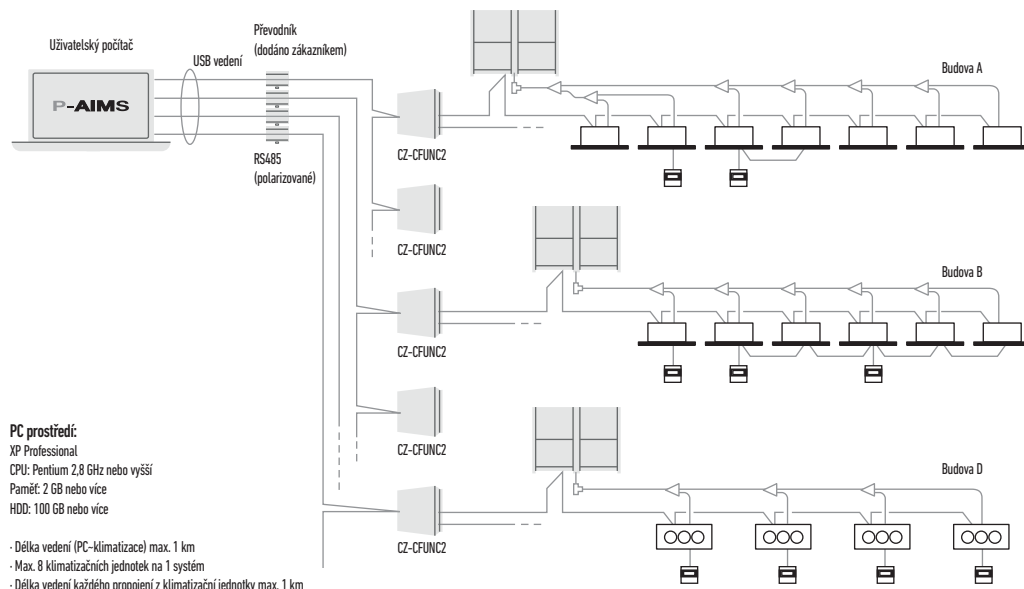 Uživatelský počítač
P-AIMS
USB vedení
Převodník
(dodáno zákazníkem)
RS485
(polarizované)
CZ-CFUNC2
CZ-CFUNC2
CZ-CFUNC2
CZ-CFUNC2
CZ-CFUNC2
Budova A
Budova B
Budova D
PC prostředí:
XP Professional
CPU: Pentium 2,8 GHz nebo vyšší
Paměť: 2 GB nebo více
HDD: 100 GB nebo více
· Délka vedení (PC-klimatizace) max. 1 km
· Max. 8 klimatizačních jednotek na 1 systém
· Délka vedení každého propojení z klimatizační jednotky max. 1 km